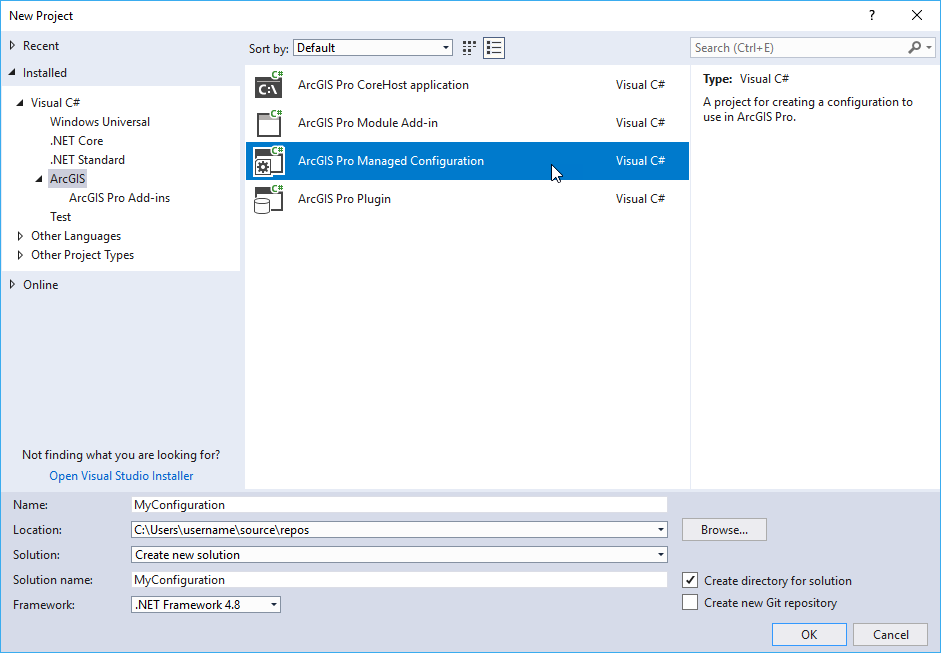 New Project
?
Recent
Installed
Visual C#
Windows Universal
.NET Core
.NET Standard
ArcGIS
ArcGIS Pro Add-ins
Test
Other Languages
Other Project Types
Online
Not finding what you are looking for?
Open Visual Studio Installer
Sort by: Default
C# C:\ ArcGIS Pro CoreHost application Visual C#
C# ArcGIS Pro Module Add-in Visual C#
C# ArcGIS Pro Managed Configuration Visual C#
C# ArcGIS Pro Plugin Visual C#
Search (Ctrl+E)
Type: Visual C#
A project for creating a configuration to
use in ArcGIS Pro.
Name: MyConfiguration
Location: C:\Users\username\source\repos Browse...
Solution: Create new solution
Solution name: MyConfiguration Create directory for solution
Framework: .NET Framework 4.8 Create new Git repository
OK Cancel